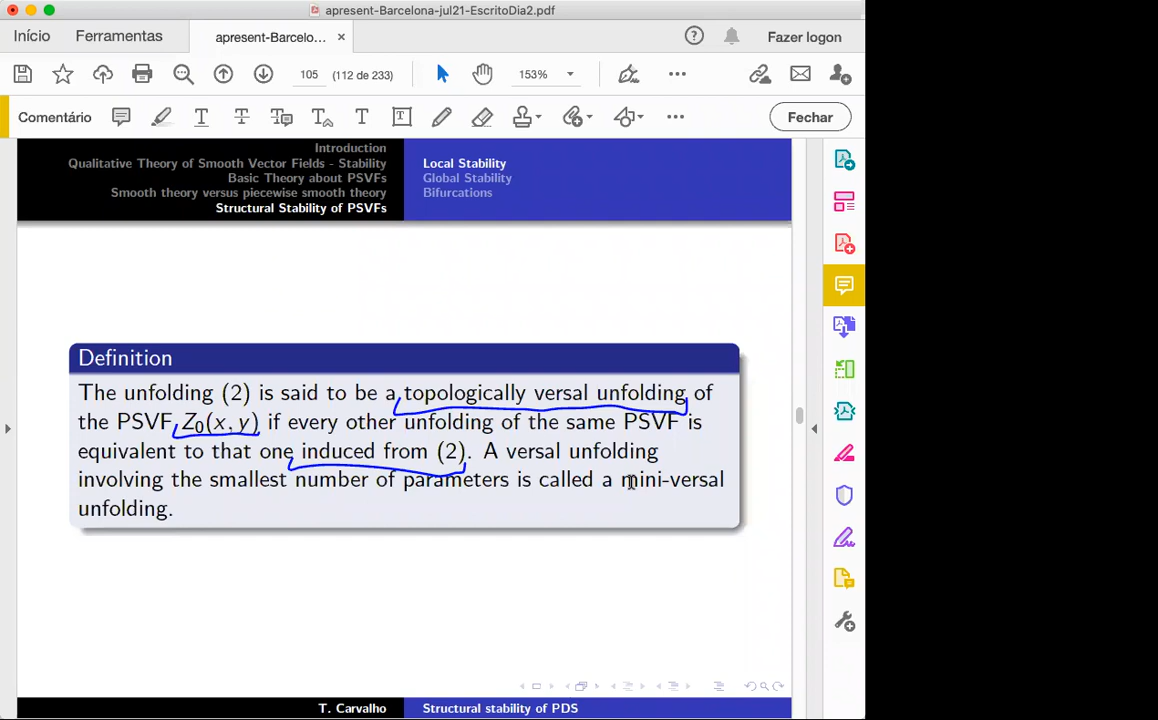 apresent-Barcelona-jul21-EscritoDia2.pdf
Início
Ferramentas
apresent-Barcelo...
Fazer logon
105
(112 de 233)
153%
Comentário
Fechar
Introduction
Qualitative Theory of Smooth Vector Fields - Stability
Basic Theory about PSVFs
Smooth theory versus piecewise smooth theory
Structural Stability of PSVFs
Local Stability
Global Stability
Bifurcations
Definition
The unfolding (2) is said to be a topologically versal unfolding of
the PSVF Z₀(x, y) if every other unfolding of the same PSVF is
equivalent to that one induced from (2). A versal unfolding
involving the smallest number of parameters is called a mini-versal
unfolding.
T. Carvalho
Structural stability of PDS